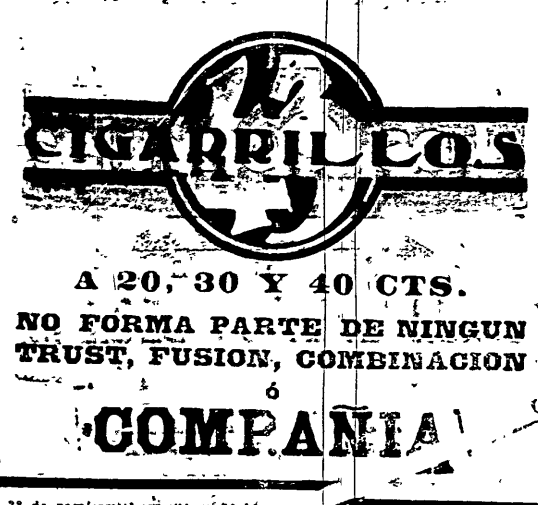 CIGARRILLOS
A 20, 30 Y 40 CTS.
NO FORMA PARTE DE NINGUN
TRUST, FUSION, COMBINACION
ó
COMPAÑIA